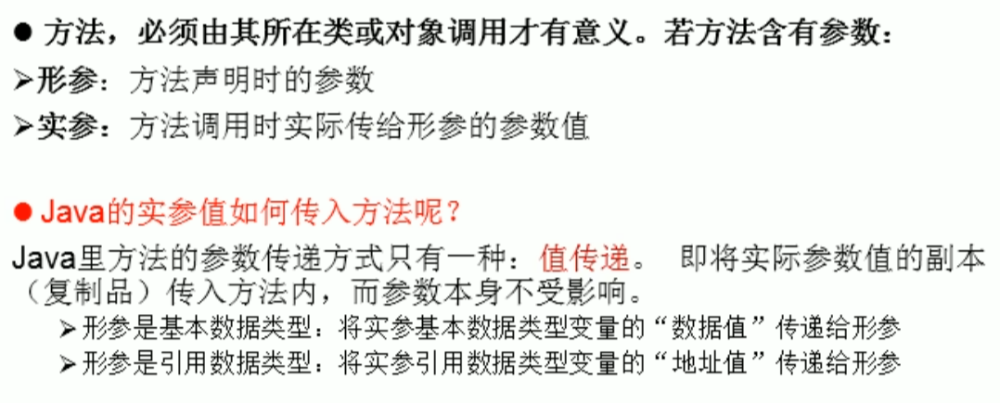 ● 方法，必须由其所在类或对象调用才有意义。若方法含有参数：
➢形参：方法声明时的参数
➢实参：方法调用时实际传给形参的参数值
● Java的实参值如何传入方法呢？
Java里方法的参数传递方式只有一种：值传递。 即将实际参数值的副本
（复制品）传入方法内，而参数本身不受影响。
➢形参是基本数据类型：将实参基本数据类型变量的“数据值”传递给形参
➢形参是引用数据类型：将实参引用数据类型变量的“地址值”传递给形参